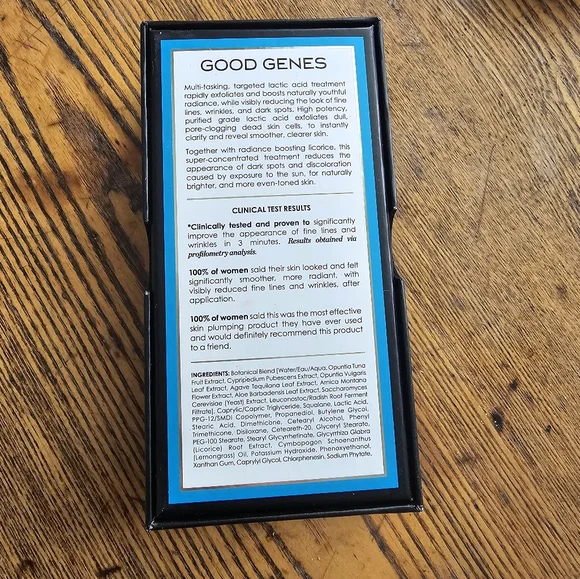 GOOD GENES
Multi-tasking, targeted lactic acid treatment
rapidly exfoliates and boosts naturally youthful
radiance, while visibly reducing the look of fine
lines, wrinkles, and dark spots. High potency,
purified grade lactic acid exfoliates dull,
pore-clogging dead skin cells, to instantly
clarify and reveal smoother, clearer skin.
Together with radiance boosting licorice, this
super-concentrated treatment reduces the
appearance of dark spots and discoloration
caused by exposure to the sun, for naturally
brighter, and more even-toned skin.
CLINICAL TEST RESULTS
*Clinically tested and proven to significantly
improve the appearance of fine lines and
wrinkles in 3 minutes. Results obtained via
profilometry analysis.
100% of women said their skin looked and felt
significantly smoother, more radiant, with
visibly reduced fine lines and wrinkles, after
application.
100% of women said this was the most effective
skin plumping product they have ever used
and would definitely recommend this product
to a friend.
INGREDIENTS: Botanical Blend [Water/Eau/Aqua, Opuntia Tuna
Fruit Extract, Cypripedium Pubescens Extract, Opuntia Vulgaris
Leaf Extract, Agave Tequilana Leaf Extract, Arnica Montana
Flower Extract, Aloe Barbadensis Leaf Extract, Saccharomyces
Cerevisiae (Yeast) Extract, Leuconostoc/Radish Root Ferment
Filtrate], Caprylic/Capric Triglyceride, Squalane, Lactic Acid,
PPG-12/SMDI Copolymer, Propanediol, Butylene Glycol,
Stearic Acid, Dimethicone, Cetearyl Alcohol, Phenyl
Trimethicone, Disiloxane, Ceteareth-20, Glyceryl Stearate,
PEG-100 Stearate, Stearyl Glycyrrhetinate, Glycyrrhiza Glabra
(Licorice) Root Extract, Cymbopogon Schoenanthus
(Lemongrass) Oil, Potassium Hydroxide, Phenoxyethanol,
Xanthan Gum, Caprylyl Glycol, Chlorphenesin, Sodium Phytate.